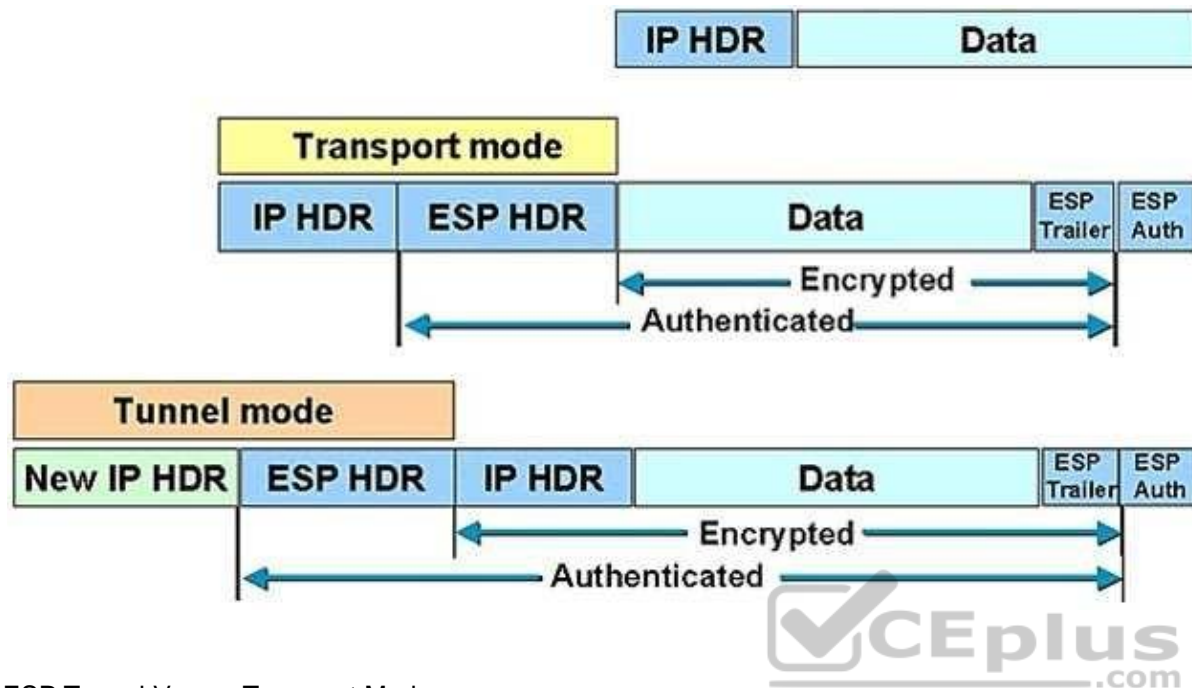 IP HDR Data
Transport mode
IP HDR ESP HDR Data ESP Trailer ESP Auth
Encrypted
Authenticated
Tunnel mode
New IP HDR ESP HDR IP HDR Data ESP Trailer ESP Auth
Encrypted
Authenticated
CEplus
.com